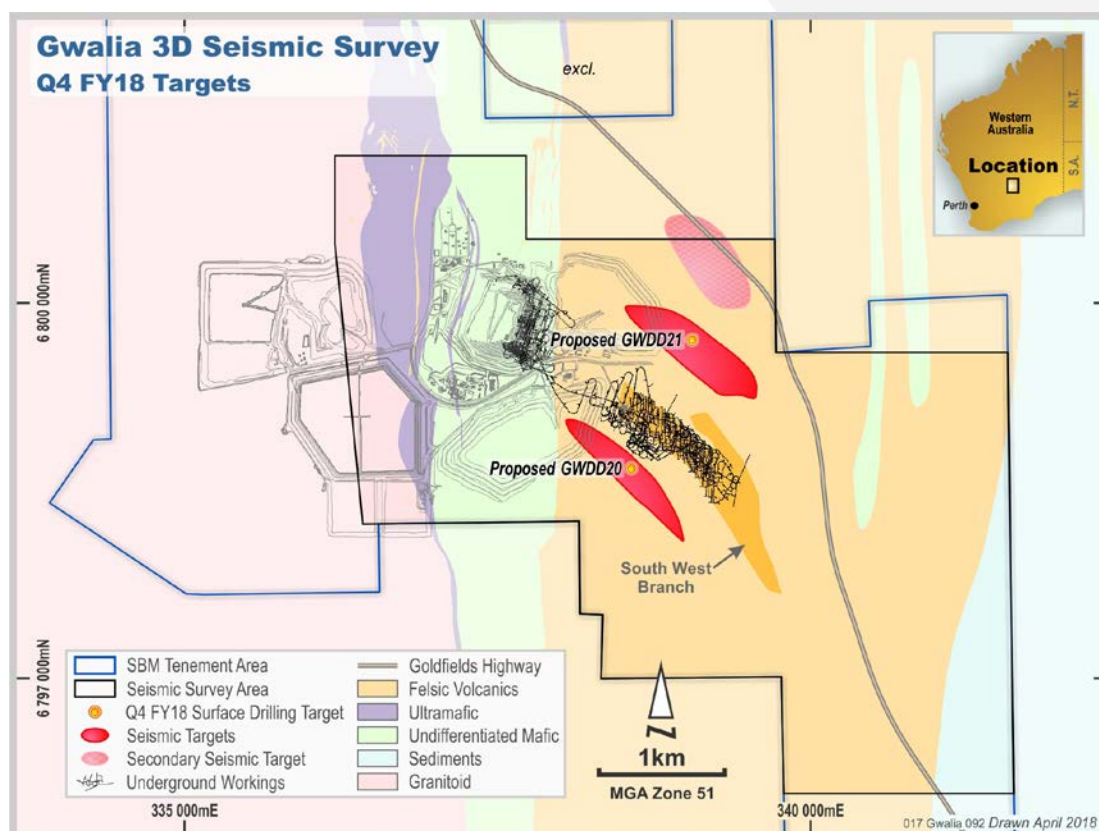 Gwalia 3D Seismic Survey
Q4 FY18 Targets
excl.
Western
Australia
N.T.
S.A.
Location
Perth
6 800 000mN
Proposed GWDD21
Proposed GWDD20
South West
Branch
6 797 000mN
SBM Tenement Area
Seismic Survey Area
Q4 FY18 Surface Drilling Target
Seismic Targets
Secondary Seismic Target
Underground Workings
Goldfields Highway
Felsic Volcanics
Ultramafic
Undifferentiated Mafic
Sediments
Granitoid
N
1km
MGA Zone 51
335 000mE
340 000mE
017 Gwalia 092 Drawn April 2018